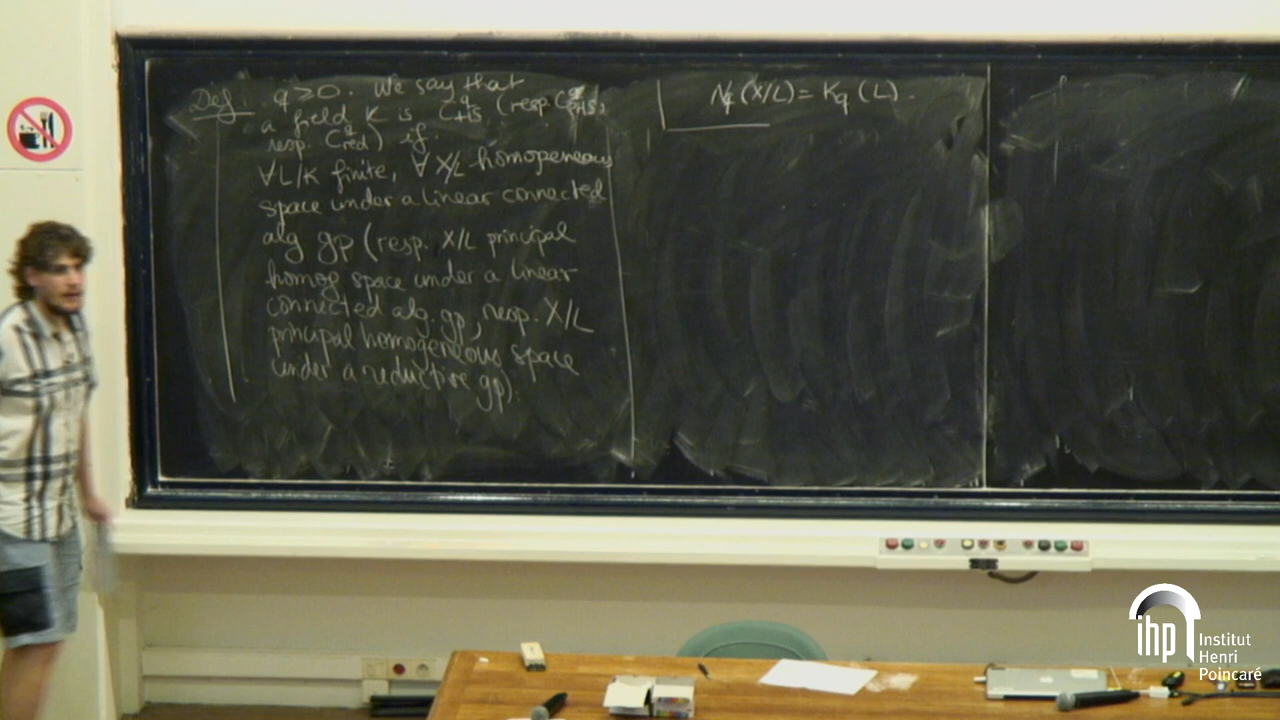 Def. q≥0. We say that
a field K is C^q_HS (resp. C^q_PHS,
resp. C^q_red) if
∀L/K finite, ∀X/L homogeneous
space under a linear connected
alg gp (resp. X/L principal
homog space under a linear
connected alg. gp, resp. X/L
principal homogeneous space
under a reductive gp).
N_q(X/L) = K_q(L).
ihp
Institut
Henri
Poincaré